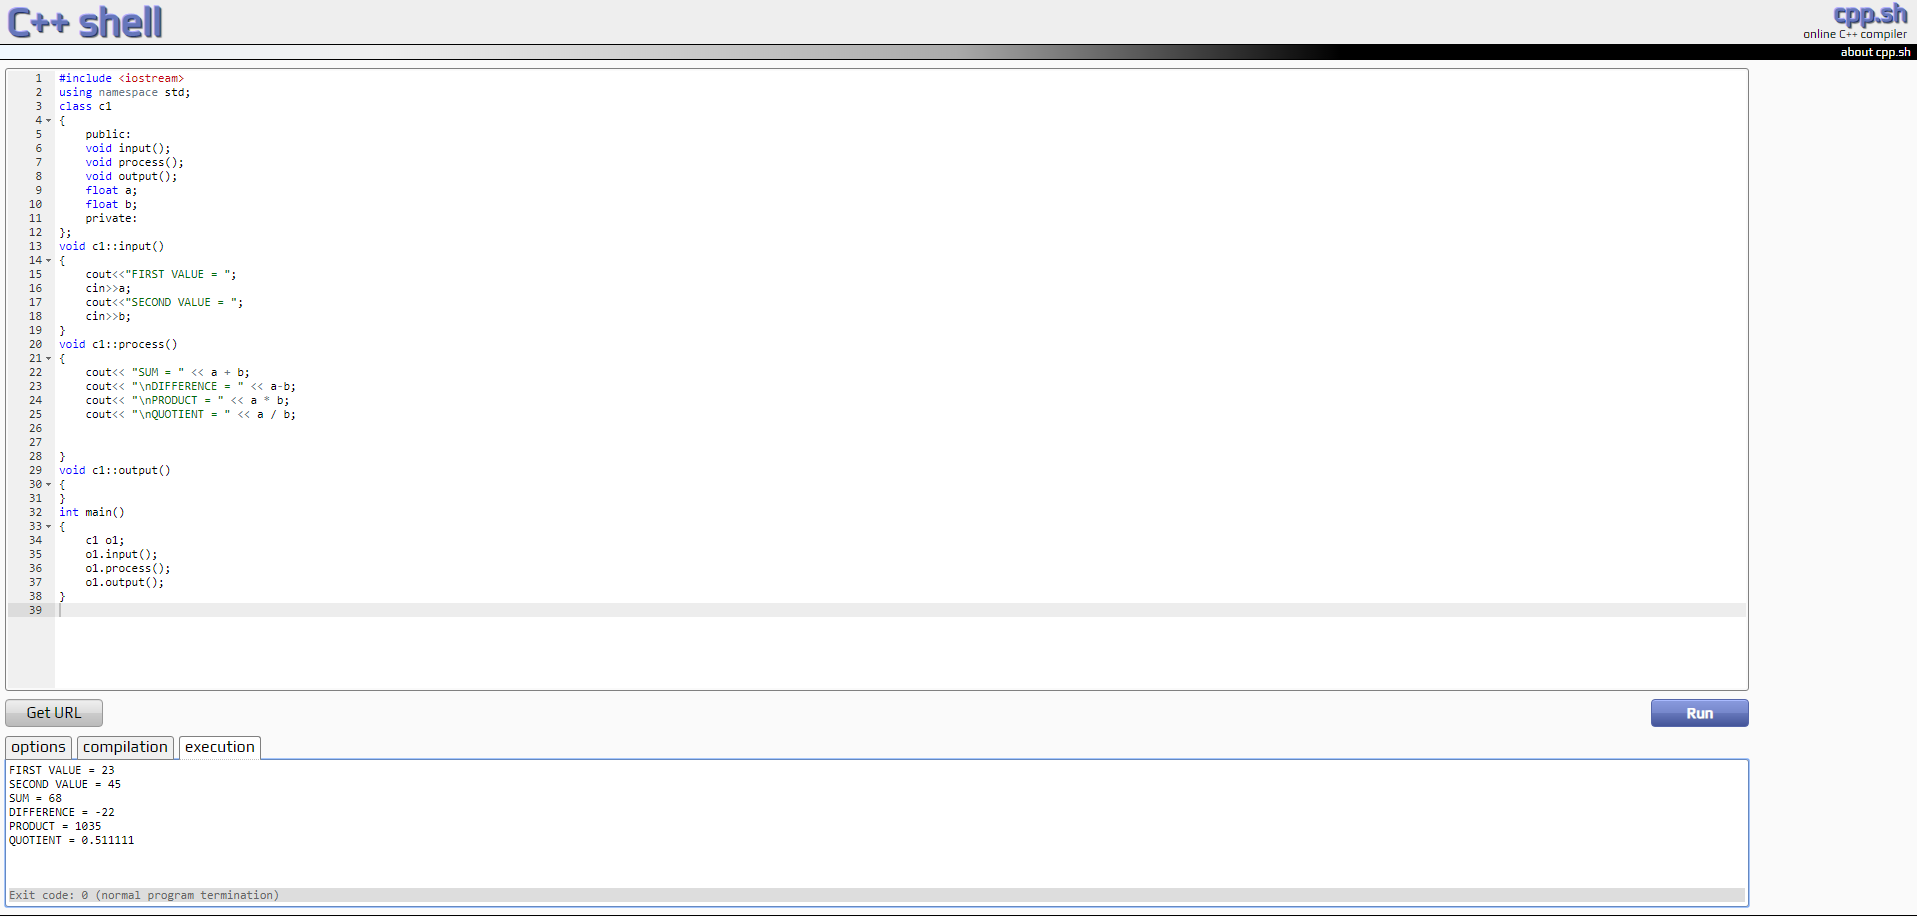 C++ shell
cpp.sh
online C++ compiler
about cpp.sh
1 #include <iostream>
2 using namespace std;
3 class c1
4 {
5     public:
6     void input();
7     void process();
8     void output();
9     float a;
10     float b;
11     private:
12 };
13 void c1::input()
14 {
15     cout<<"FIRST VALUE = ";
16     cin>>a;
17     cout<<"SECOND VALUE = ";
18     cin>>b;
19 }
20 void c1::process()
21 {
22     cout<< "SUM = " << a + b;
23     cout<< "\nDIFFERENCE = " << a-b;
24     cout<< "\nPRODUCT = " << a * b;
25     cout<< "\nQUOTIENT = " << a / b;
26
27
28 }
29 void c1::output()
30 {
31 }
32 int main()
33 {
34     c1 o1;
35     o1.input();
36     o1.process();
37     o1.output();
38 }
39
Get URL
Run
options compilation execution
FIRST VALUE = 23
SECOND VALUE = 45
SUM = 68
DIFFERENCE = -22
PRODUCT = 1035
QUOTIENT = 0.511111
Exit code: 0 (normal program termination)